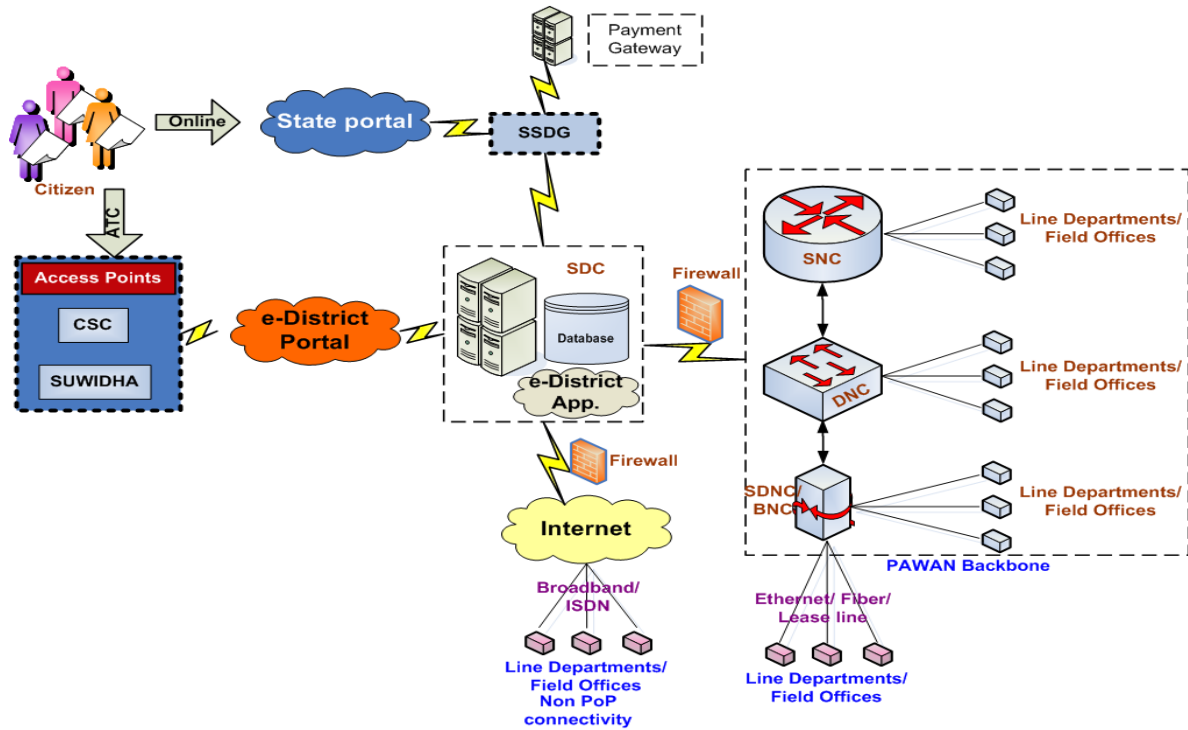 Payment
Gateway
Online
State portal
SSDG
Citizen
ATC
Access Points
CSC
SUWIDHA
e-District
Portal
SDC
Database
e-District
App.
Firewall
SNC
Line Departments/
Field Offices
DNC
Line Departments/
Field Offices
SDNC/
BNC
Line Departments/
Field Offices
PAWAN Backbone
Firewall
Internet
Broadband/
ISDN
Line Departments/
Field Offices
Non PoP
connectivity
Ethernet/ Fiber/
Lease line
Line Departments/
Field Offices